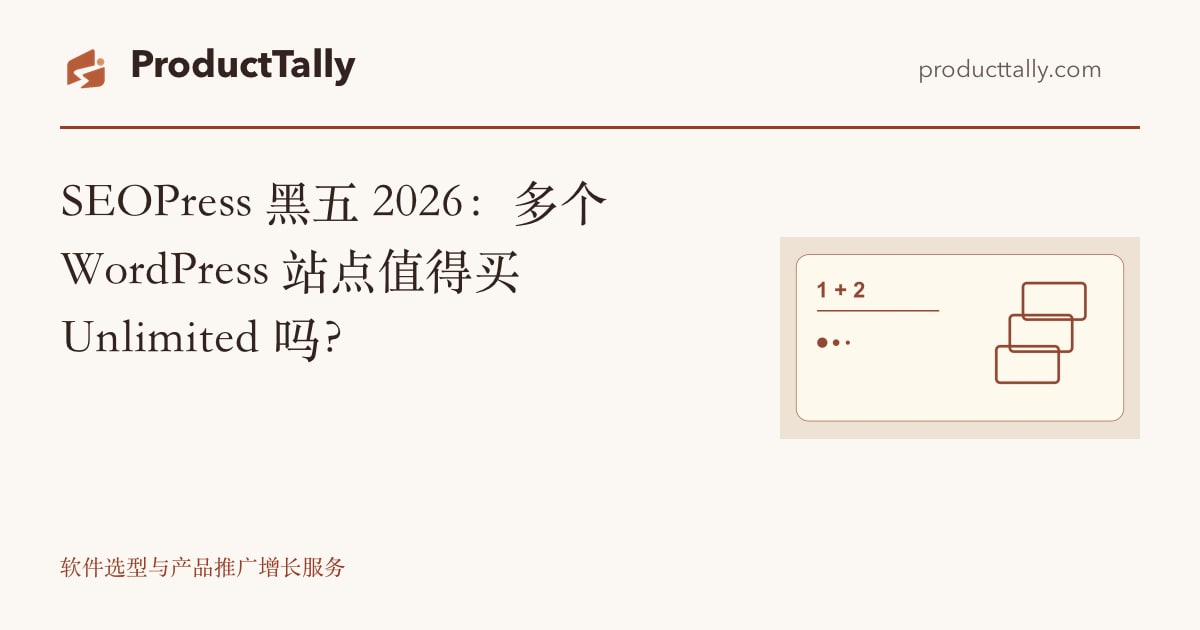 ProductTally
producttally.com
SEOPress 黑五 2026：多个
WordPress 站点值得买
Unlimited 吗?
1 + 2
软件选型与产品推广增长服务